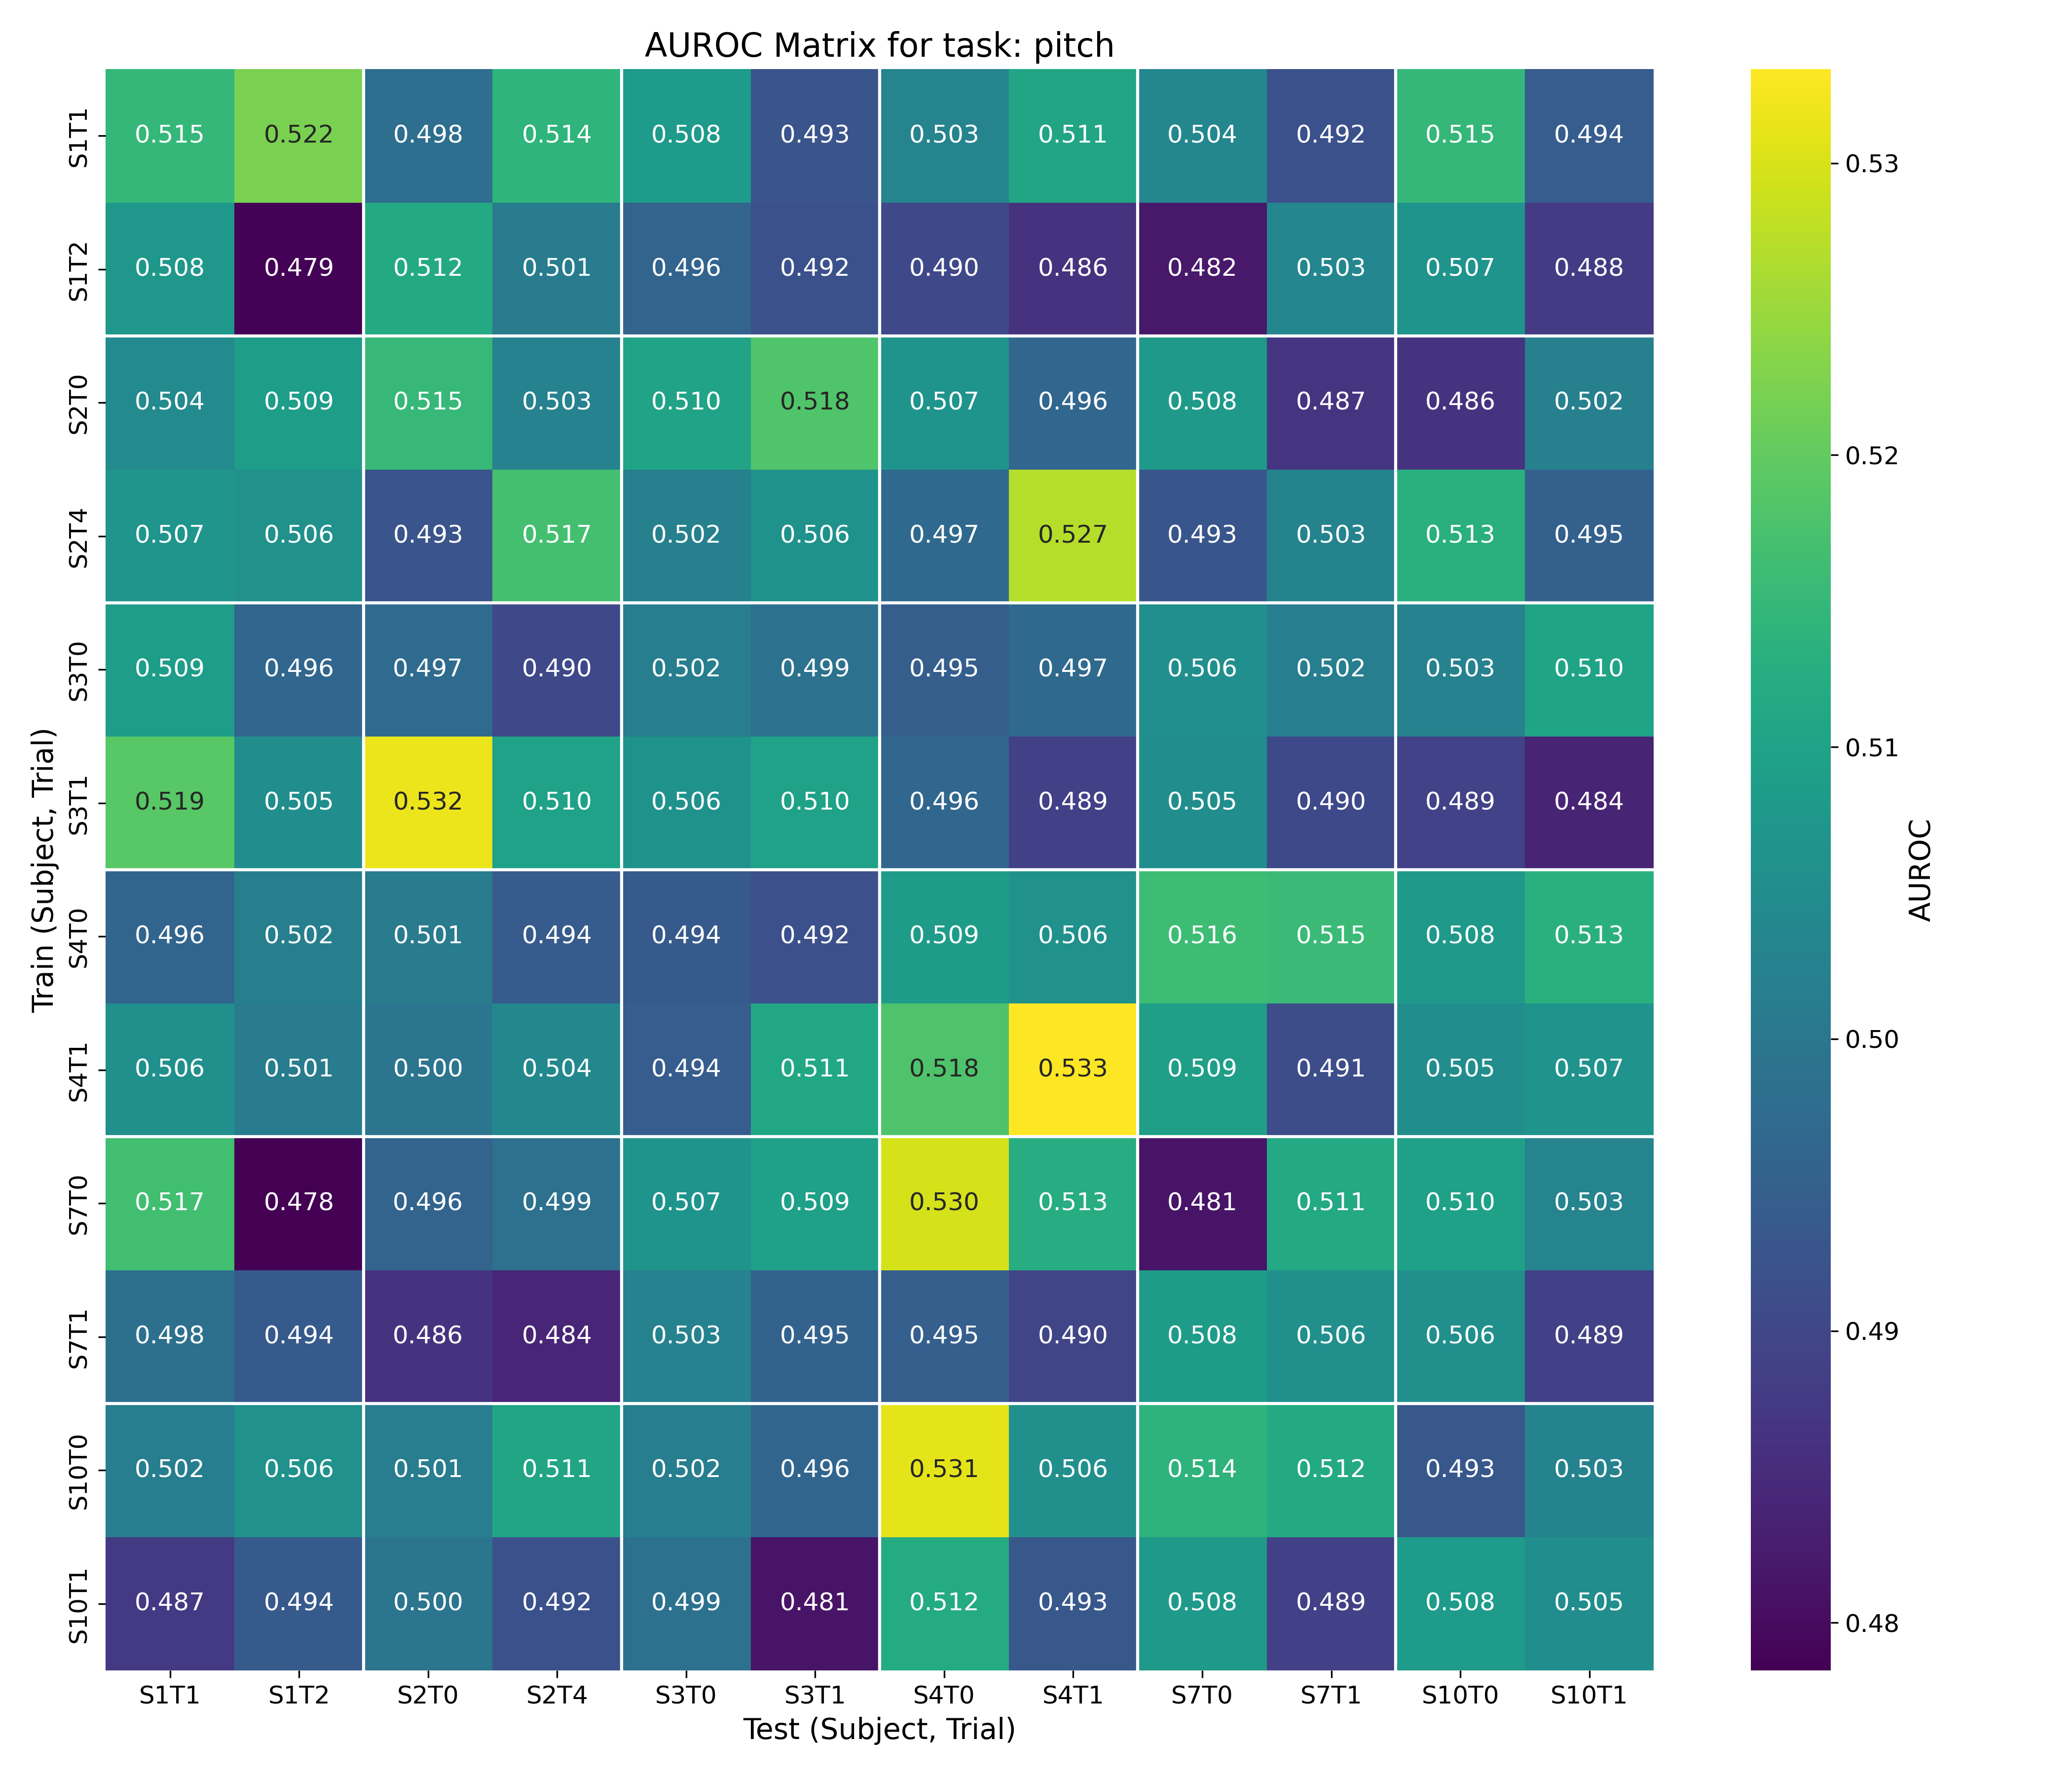 AUROC Matrix for task: pitch
S1T1 0.515 0.522 0.498 0.514 0.508 0.493 0.503 0.511 0.504 0.492 0.515 0.494
S1T2 0.508 0.479 0.512 0.501 0.496 0.492 0.490 0.486 0.482 0.503 0.507 0.488
S2T0 0.504 0.509 0.515 0.503 0.510 0.518 0.507 0.496 0.508 0.487 0.486 0.502
S2T4 0.507 0.506 0.493 0.517 0.502 0.506 0.497 0.527 0.493 0.503 0.513 0.495
S3T0 0.509 0.496 0.497 0.490 0.502 0.499 0.495 0.497 0.506 0.502 0.503 0.510
S3T1 0.519 0.505 0.532 0.510 0.506 0.510 0.496 0.489 0.505 0.490 0.489 0.484
S4T0 0.496 0.502 0.501 0.494 0.494 0.492 0.509 0.506 0.516 0.515 0.508 0.513
S4T1 0.506 0.501 0.500 0.504 0.494 0.511 0.518 0.533 0.509 0.491 0.505 0.507
S7T0 0.517 0.478 0.496 0.499 0.507 0.509 0.530 0.513 0.481 0.511 0.510 0.503
S7T1 0.498 0.494 0.486 0.484 0.503 0.495 0.495 0.490 0.508 0.506 0.506 0.489
S10T0 0.502 0.506 0.501 0.511 0.502 0.496 0.531 0.506 0.514 0.512 0.493 0.503
S10T1 0.487 0.494 0.500 0.492 0.499 0.481 0.512 0.493 0.508 0.489 0.508 0.505
S1T1 S1T2 S2T0 S2T4 S3T0 S3T1 S4T0 S4T1 S7T0 S7T1 S10T0 S10T1
Test (Subject, Trial)
Train (Subject, Trial)
0.53
0.52
0.51
0.50
0.49
0.48
AUROC